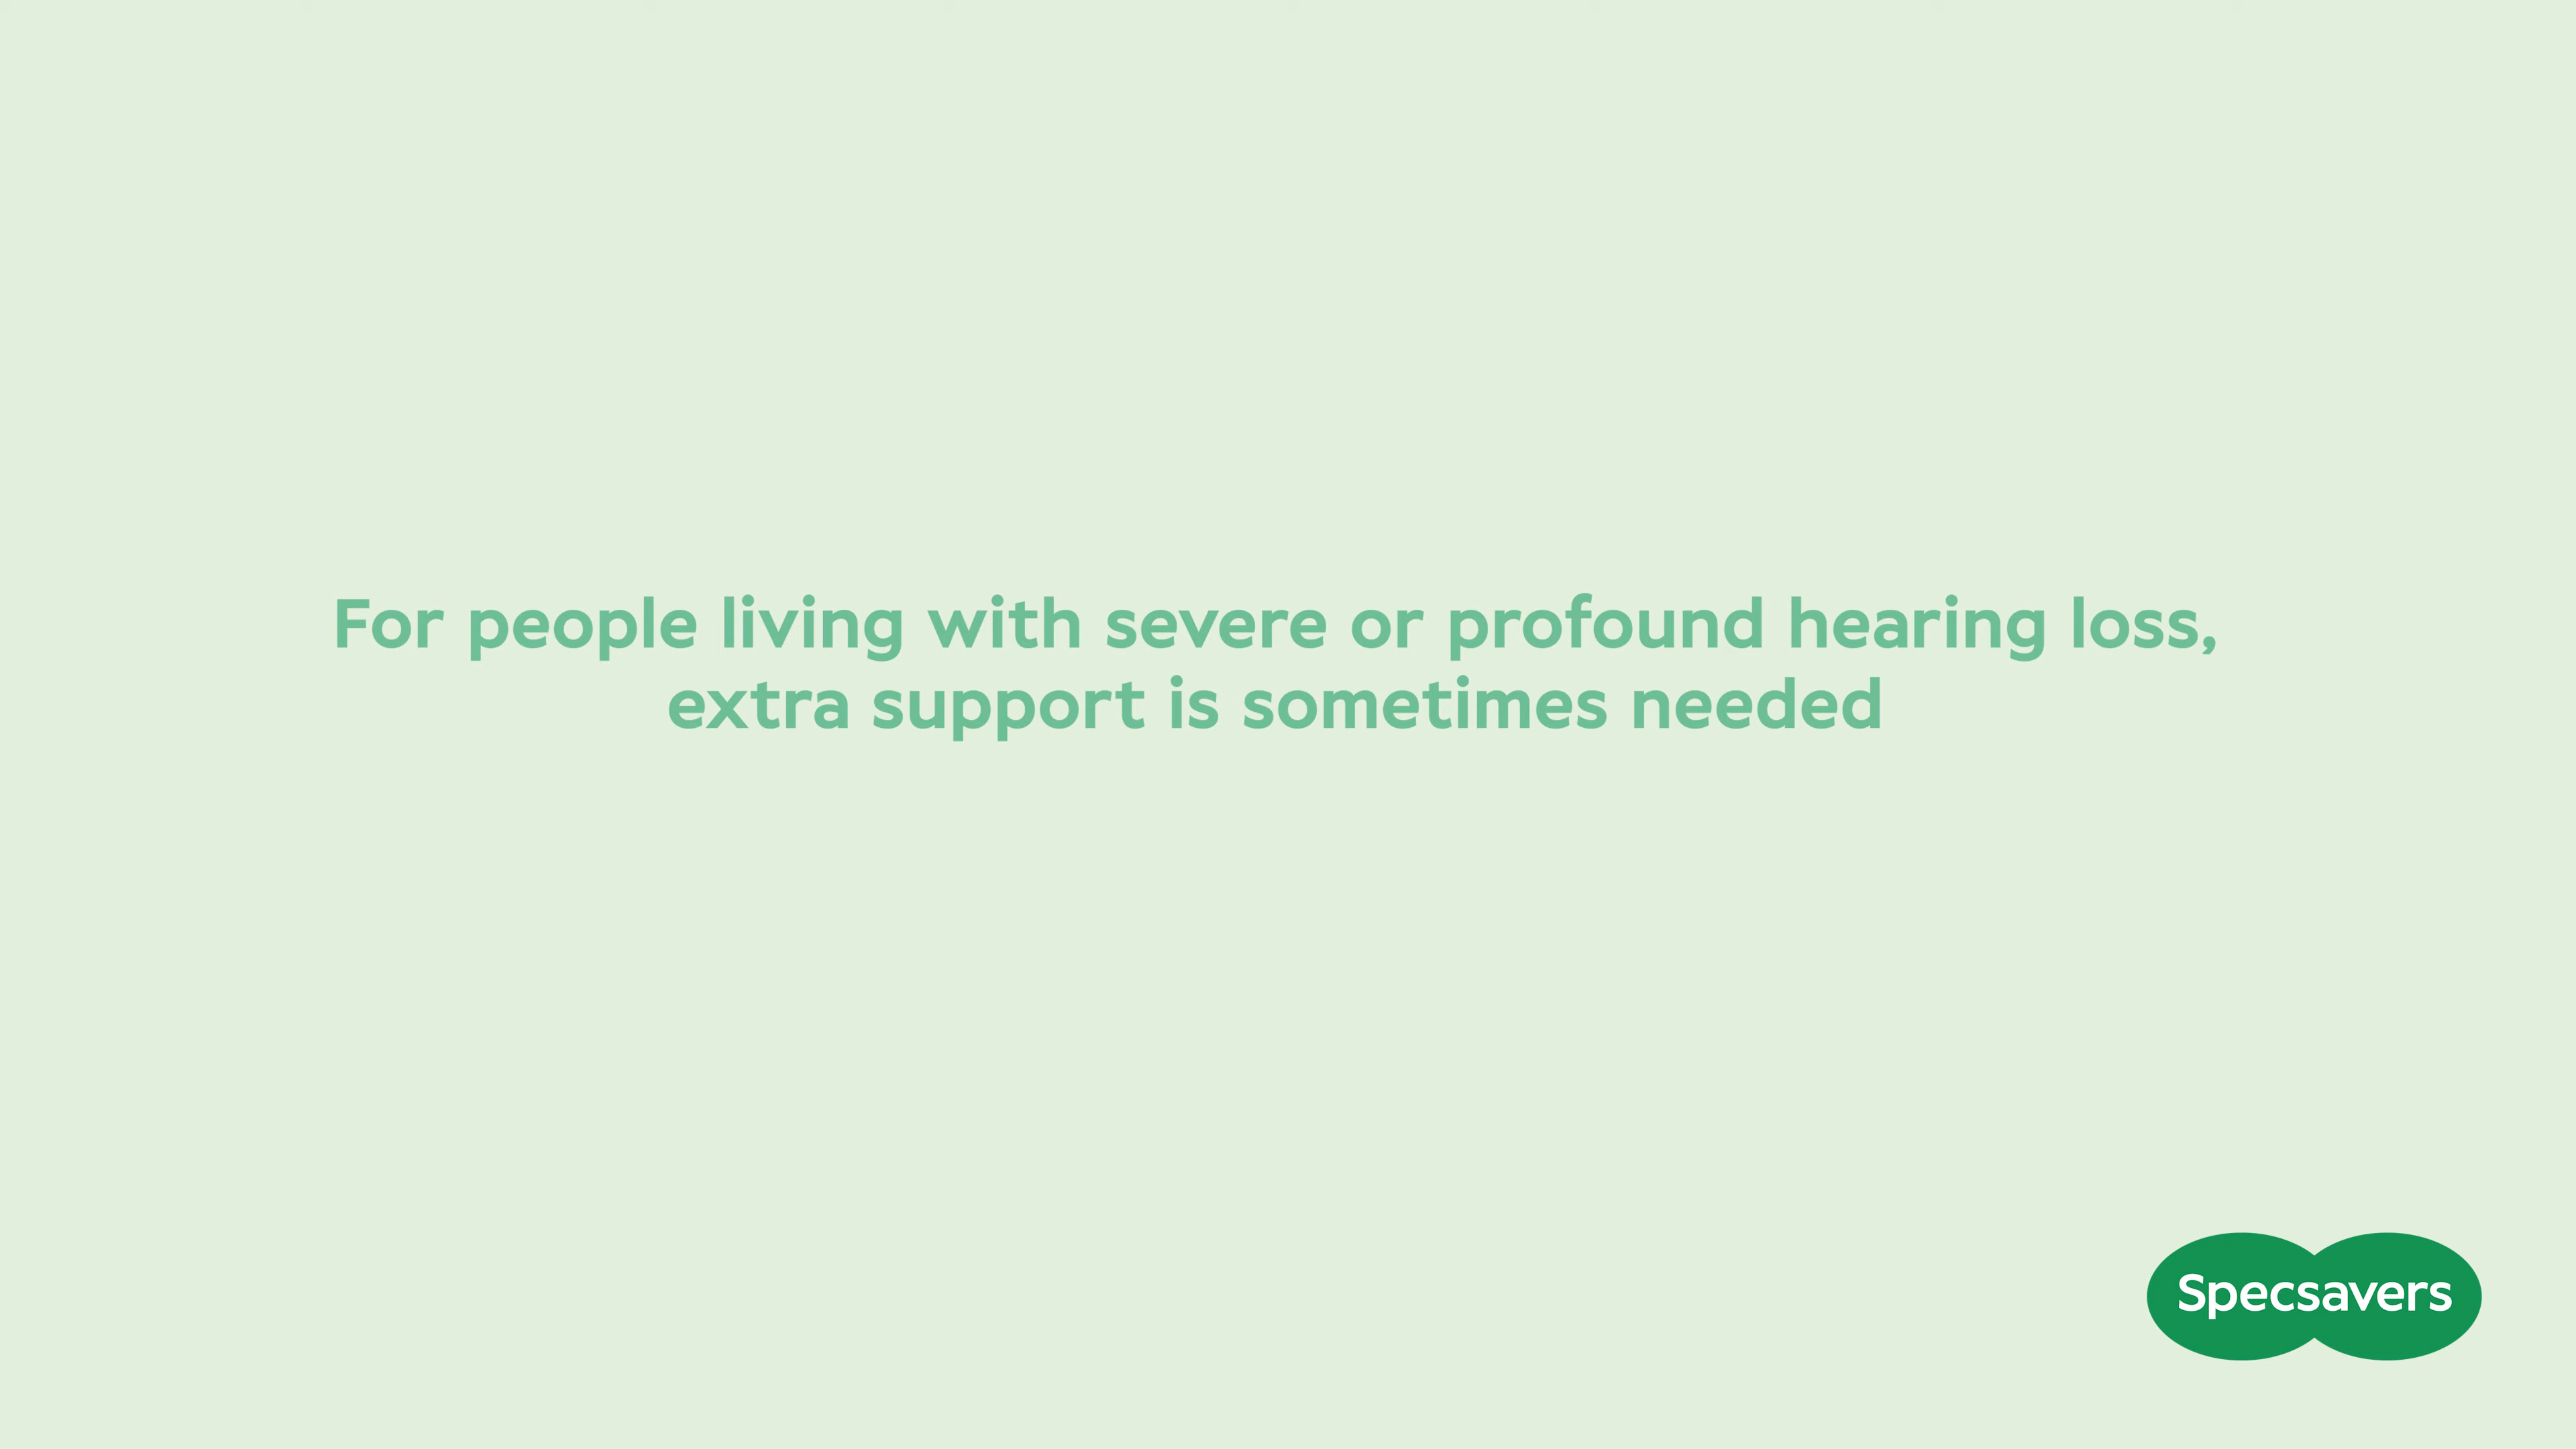 For people living with severe or profound hearing loss,
extra support is sometimes needed
Specsavers